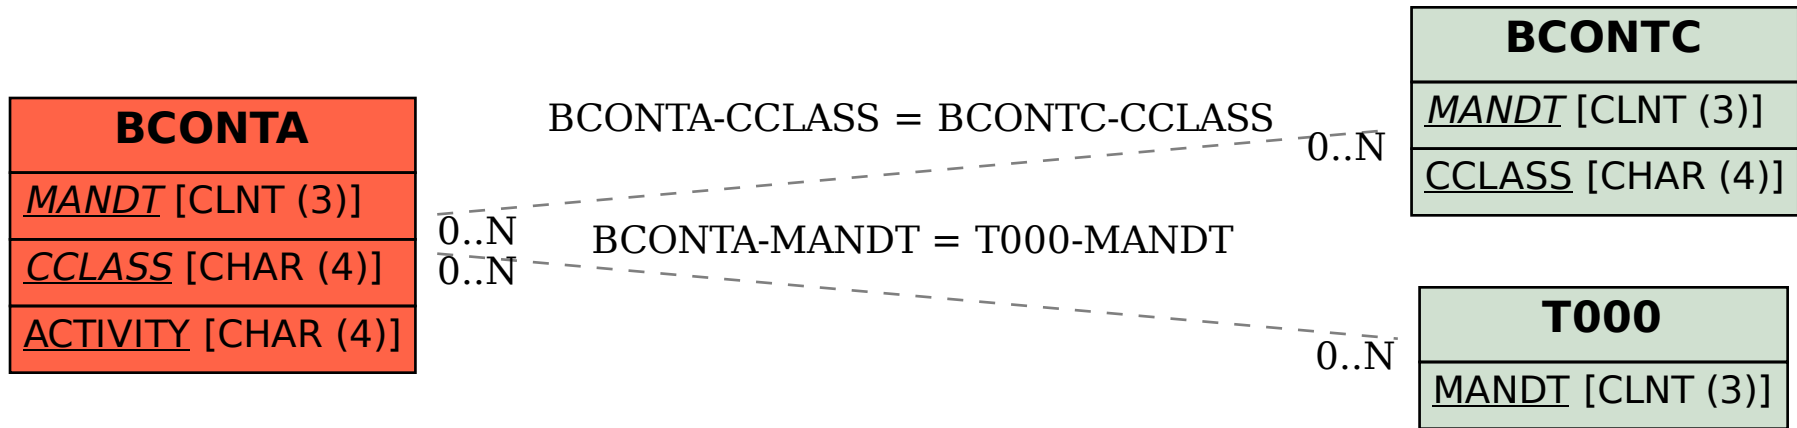 BCONTA
MANDT [CLNT (3)]
CCLASS [CHAR (4)]
ACTIVITY [CHAR (4)]
BCONTA-CCLASS = BCONTC-CCLASS
0..N
0..N
BCONTA-MANDT = T000-MANDT
0..N
0..N
BCONTC
MANDT [CLNT (3)]
CCLASS [CHAR (4)]
T000
MANDT [CLNT (3)]